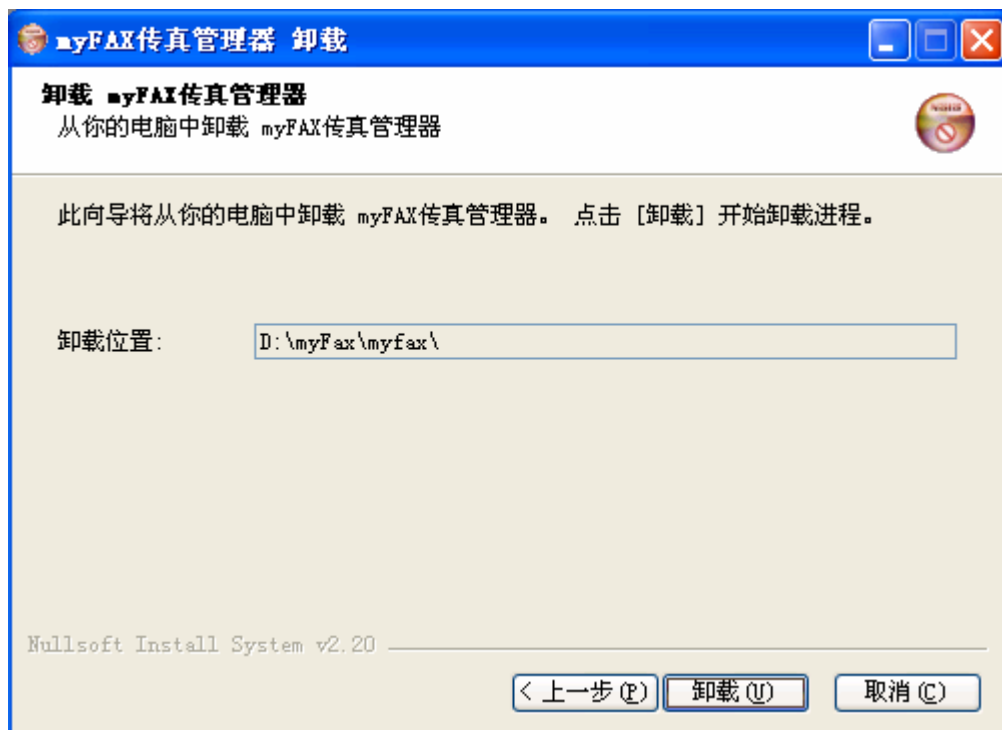 myFAX传真管理器 卸载
卸载 myFAX传真管理器
从你的电脑中卸载 myFAX传真管理器
此向导将从你的电脑中卸载 myFAX传真管理器。 点击 [卸载] 开始卸载进程。
卸载位置: D:\myFax\myfax\
Nullsoft Install System v2.20
< 上一步(P) 卸载(U) 取消(C)